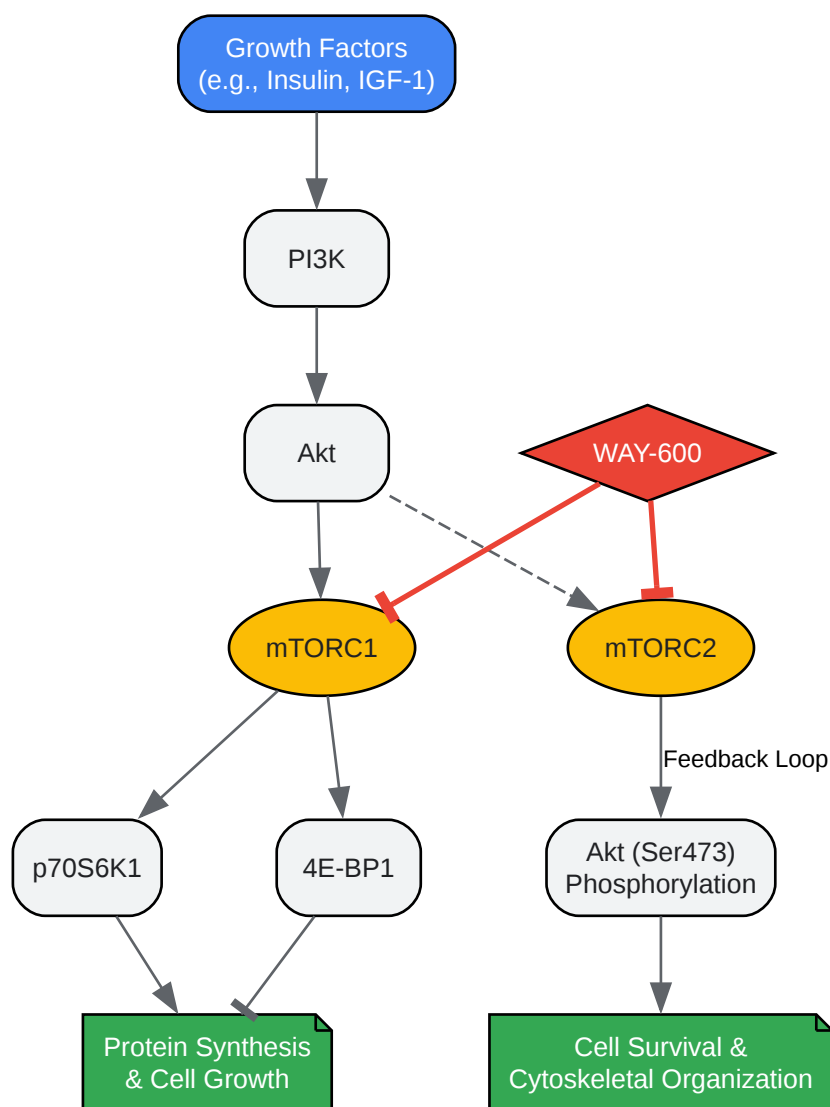 Growth Factors
(e.g., Insulin, IGF-1)
PI3K
Akt
WAY-600
mTORC1
mTORC2
Feedback Loop
p70S6K1
4E-BP1
Akt (Ser473)
Phosphorylation
Protein Synthesis
& Cell Growth
Cell Survival &
Cytoskeletal Organization